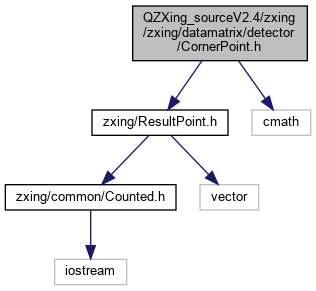 QZXing_sourceV2.4/zxing
/zxing/datamatrix/detector
/CornerPoint.h
zxing/ResultPoint.h
cmath
zxing/common/Counted.h
vector
iostream